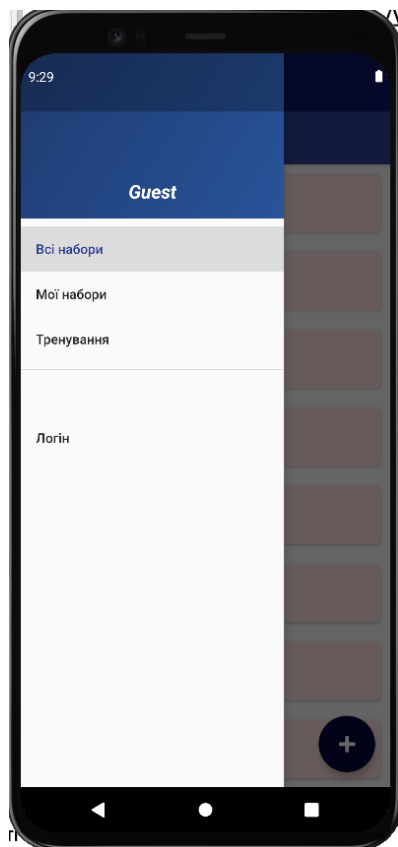 9:29
Guest
Всі набори
Мої набори
Тренування
Логін